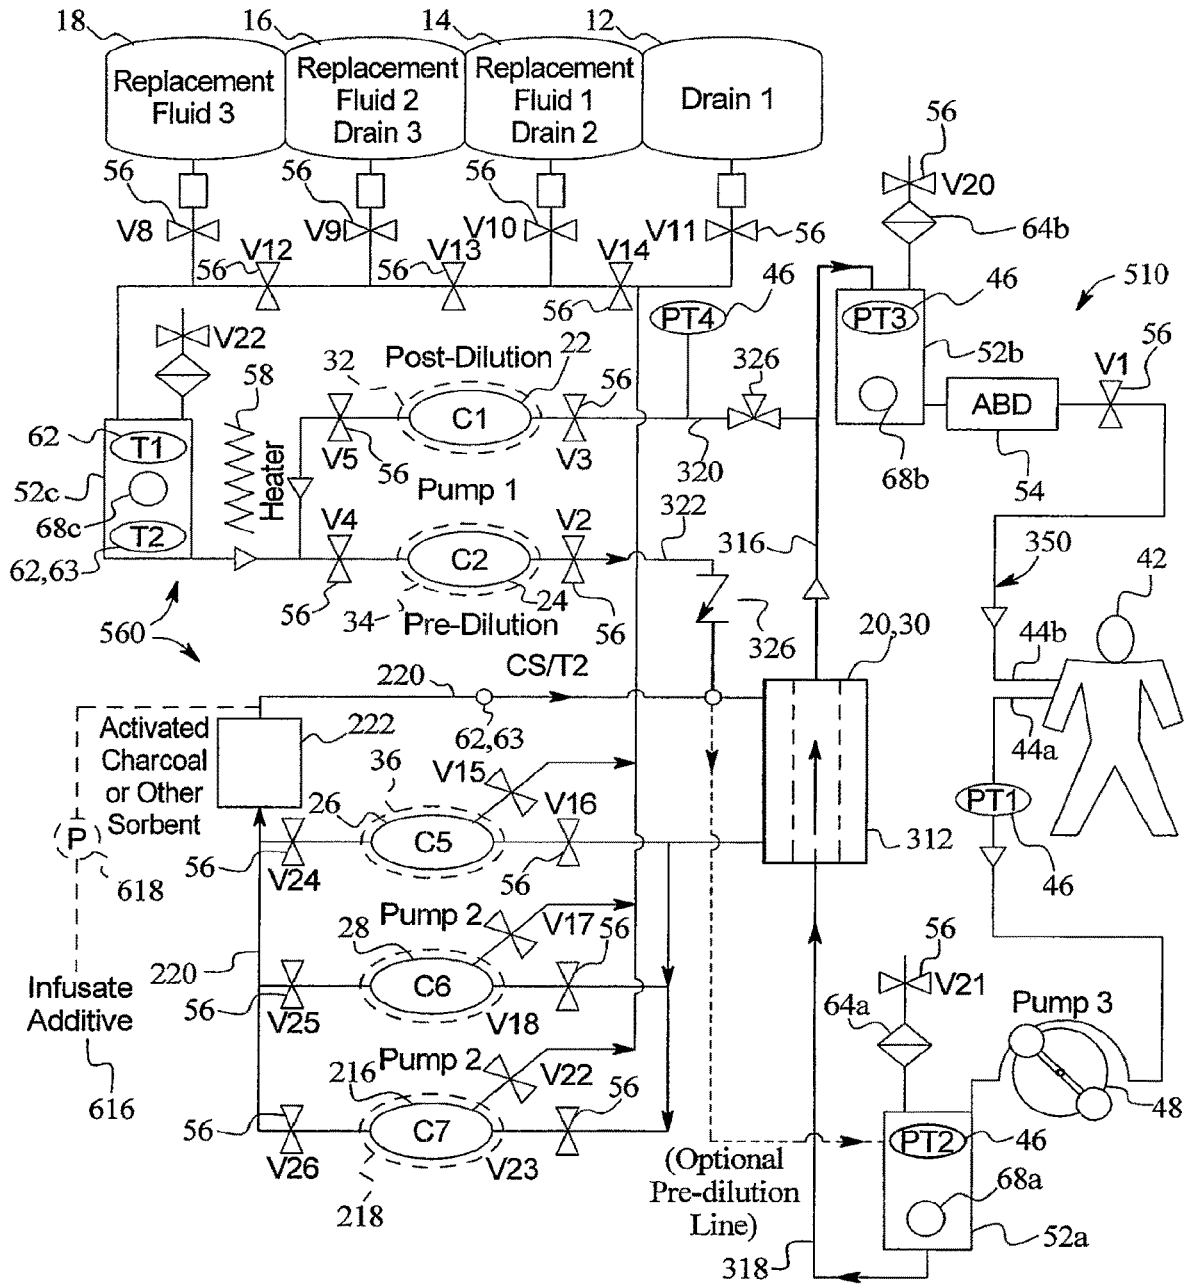 18
16
14
12
Replacement
Fluid 3
Replacement
Fluid 2
Drain 3
Replacement
Fluid 1
Drain 2
Drain 1
56
56
56
56
V8
V9
V10
V11
56
V20
64b
V12
V13
V14
56
56
56
46
46
510
PT4
PT3
52b
V1
56
V22
58
32
Post-Dilution
22
56
326
C1
ABD
62
T1
V5
56
V3
320
68b
54
52c
68c
Heater
Pump 1
T2
V4
V2
322
316
350
42
62,63
C2
56
34
24
56
560
Pre-Dilution
326
20,30
44b
CS/T2
220
44a
Activated
Charcoal
or Other
Sorbent
222
62,63
36
V15
V16
PT1
26
C5
P
56
V24
56
312
46
618
Pump 2
V17
28
56
56
220
C6
V21
Infusate
Additive
56
V25
V18
64a
Pump 3
Pump 2
V22
216
56
616
56
C7
48
V26
V23
PT2
46
218
(Optional
Pre-dilution
Line)
68a
52a
318